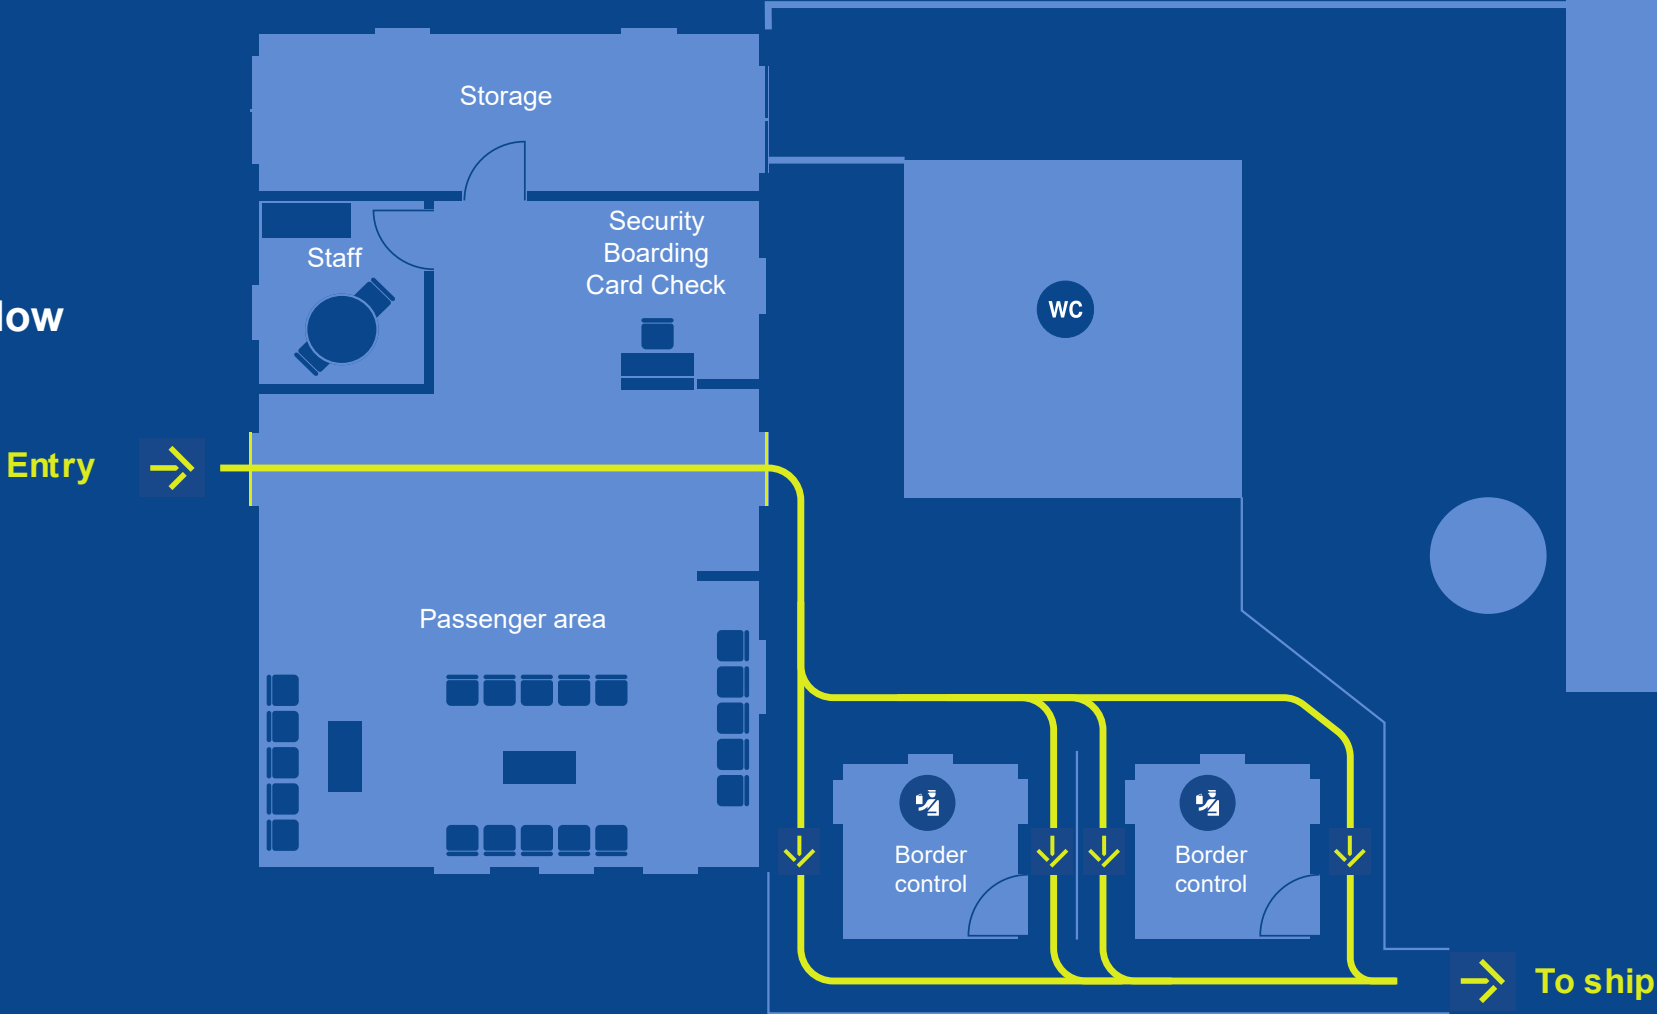 Storage
Security
Boarding
Card Check
Staff
WC
low
Entry
Passenger area
Border
control
Border
control
To ship